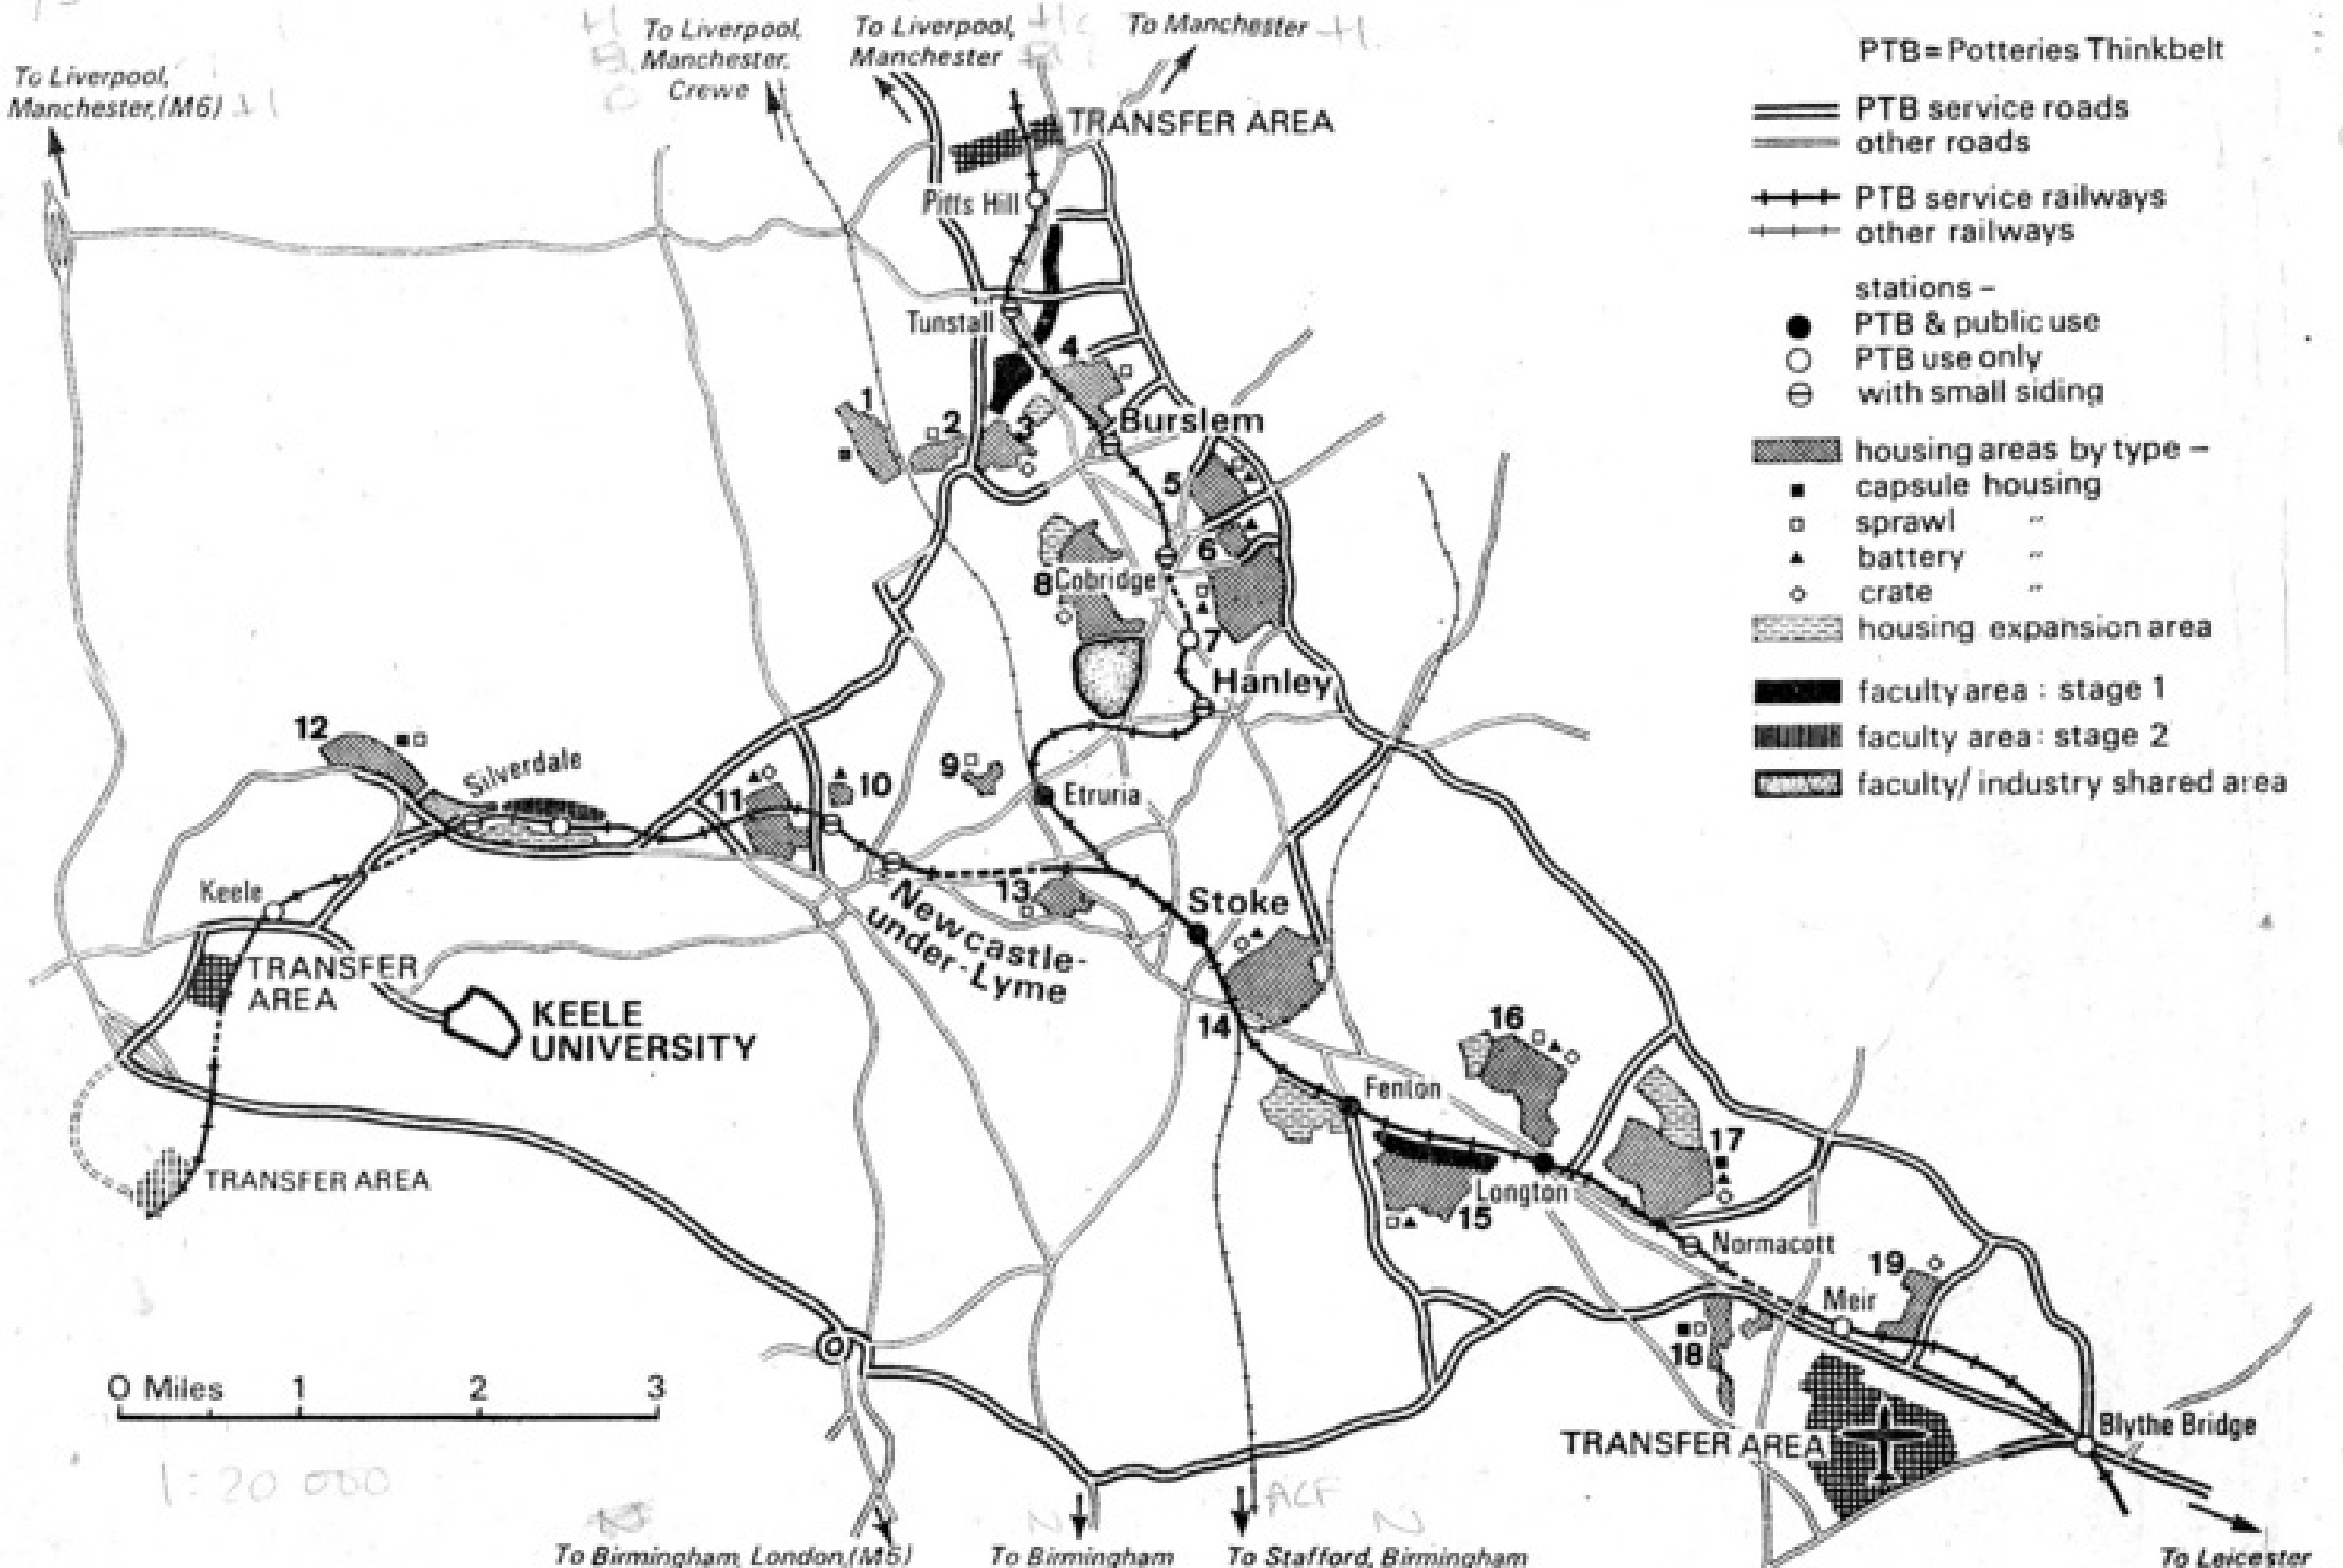 To Liverpool,
Manchester,(M6)
To Liverpool,
Manchester,
Crewe
To Liverpool,
Manchester
To Manchester
TRANSFER AREA
Pitts Hill
Tunstall
4
1
2
3
Burslem
5
6
8
Cobridge
7
Hanley
12
Silverdale
11
10
9
Etruria
Keele
13
Newcastle-
under-Lyme
Stoke
TRANSFER
AREA
KEELE
UNIVERSITY
14
16
Fenton
17
TRANSFER AREA
Longton
15
Normacott
19
Meir
18
TRANSFER AREA
Blythe Bridge
0 Miles 1 2 3
1:20 000
ACF
N
N
To Birmingham, London,(M5)
To Birmingham
To Stafford, Birmingham
To Leicester
PTB = Potteries Thinkbelt
PTB service roads
other roads
PTB service railways
other railways
stations –
PTB & public use
PTB use only
with small siding
housing areas by type –
capsule housing
sprawl "
battery "
crate "
housing expansion area
faculty area : stage 1
faculty area : stage 2
faculty/ industry shared area